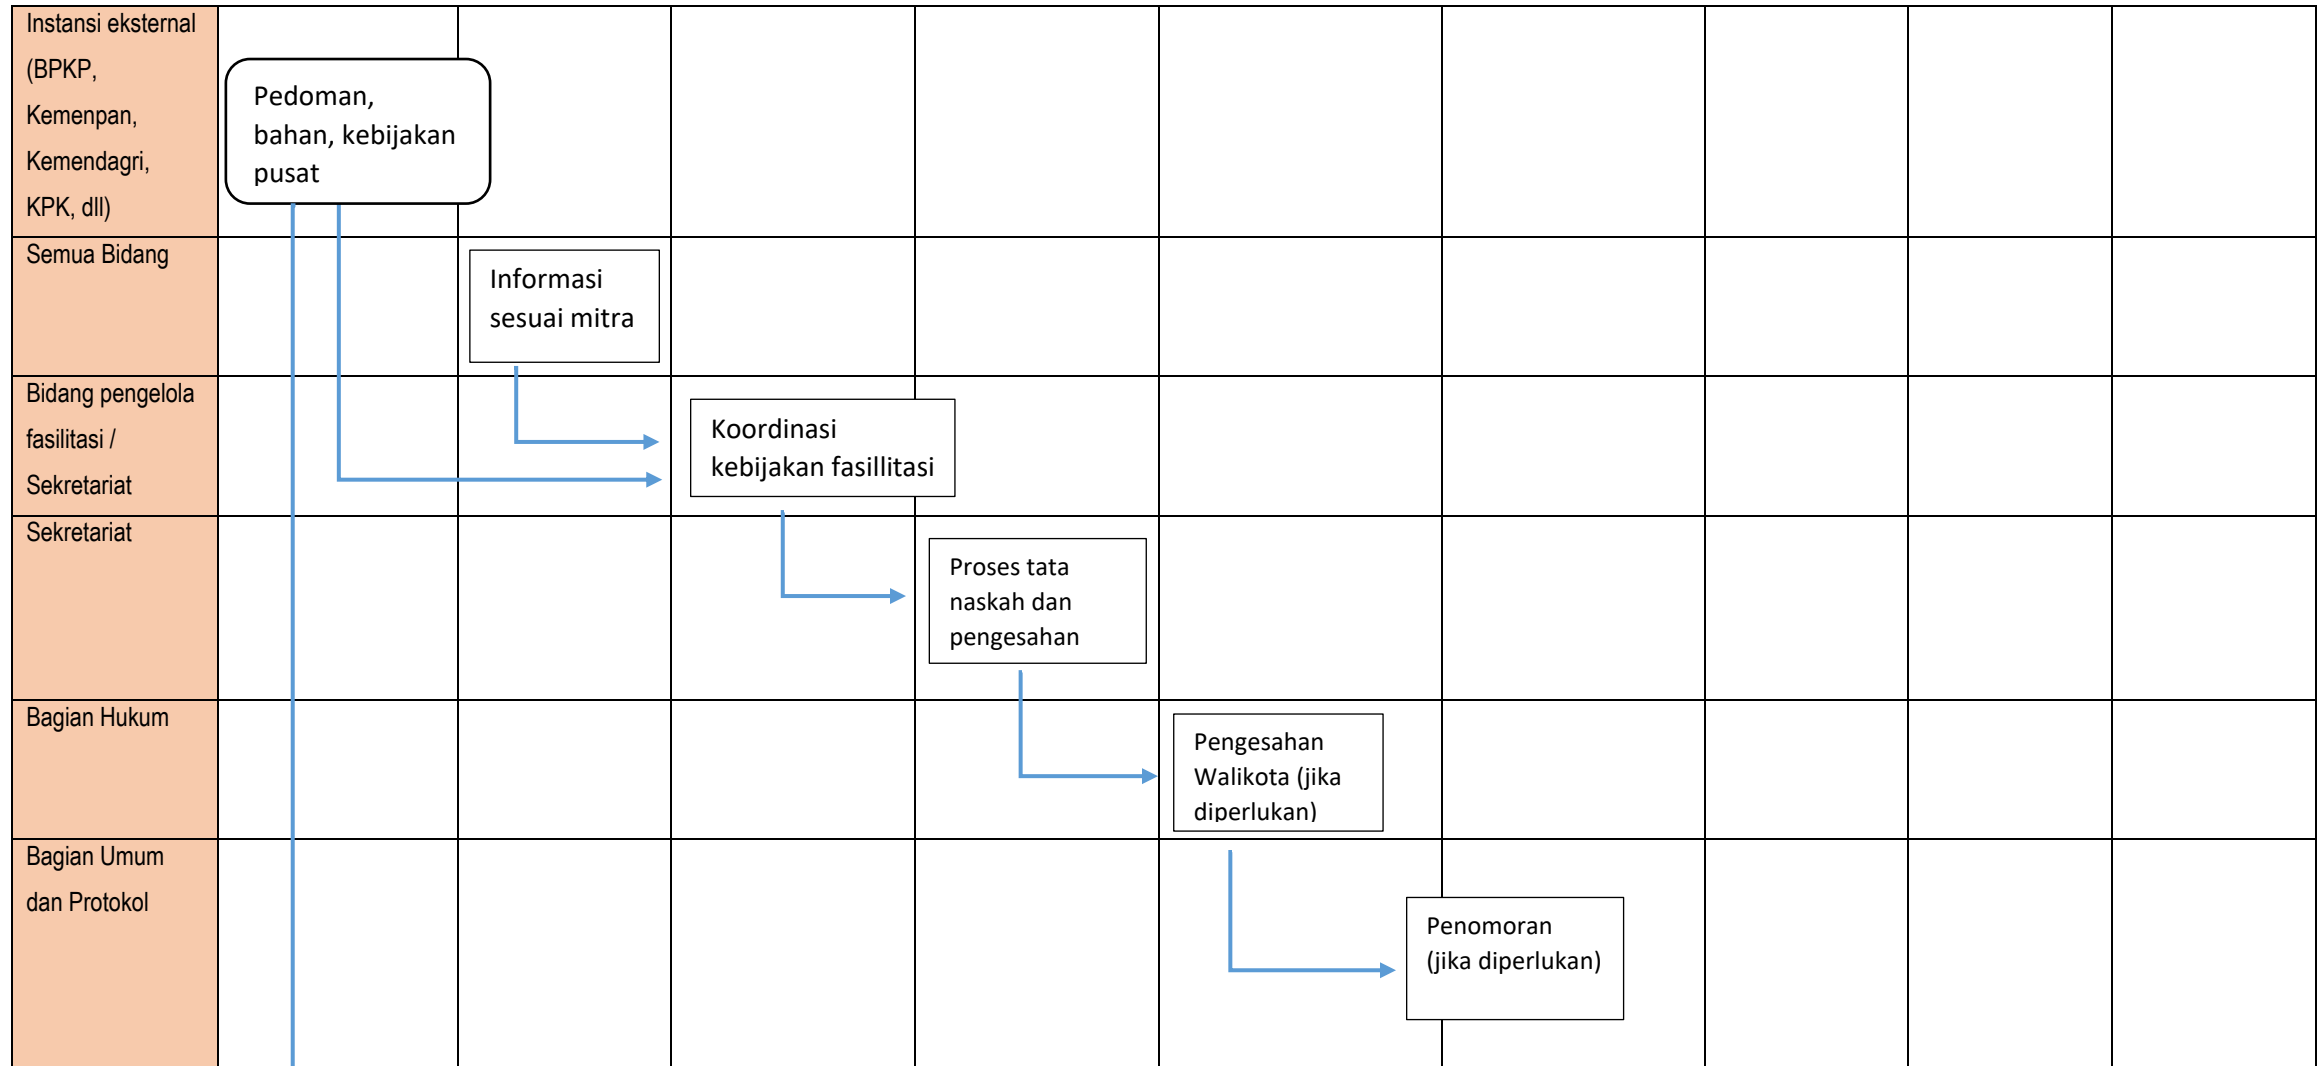 Instansi eksternal
(BPKP,
Kemenpan,
Kemendagri,
KPK, dll)
Pedoman,
bahan, kebijakan
pusat
Semua Bidang
Informasi
sesuai mitra
Bidang pengelola
fasilitasi /
Sekretariat
Koordinasi
kebijakan fasillitasi
Sekretariat
Proses tata
naskah dan
pengesahan
Bagian Hukum
Pengesahan
Walikota (jika
diperlukan)
Bagian Umum
dan Protokol
Penomoran
(jika diperlukan)